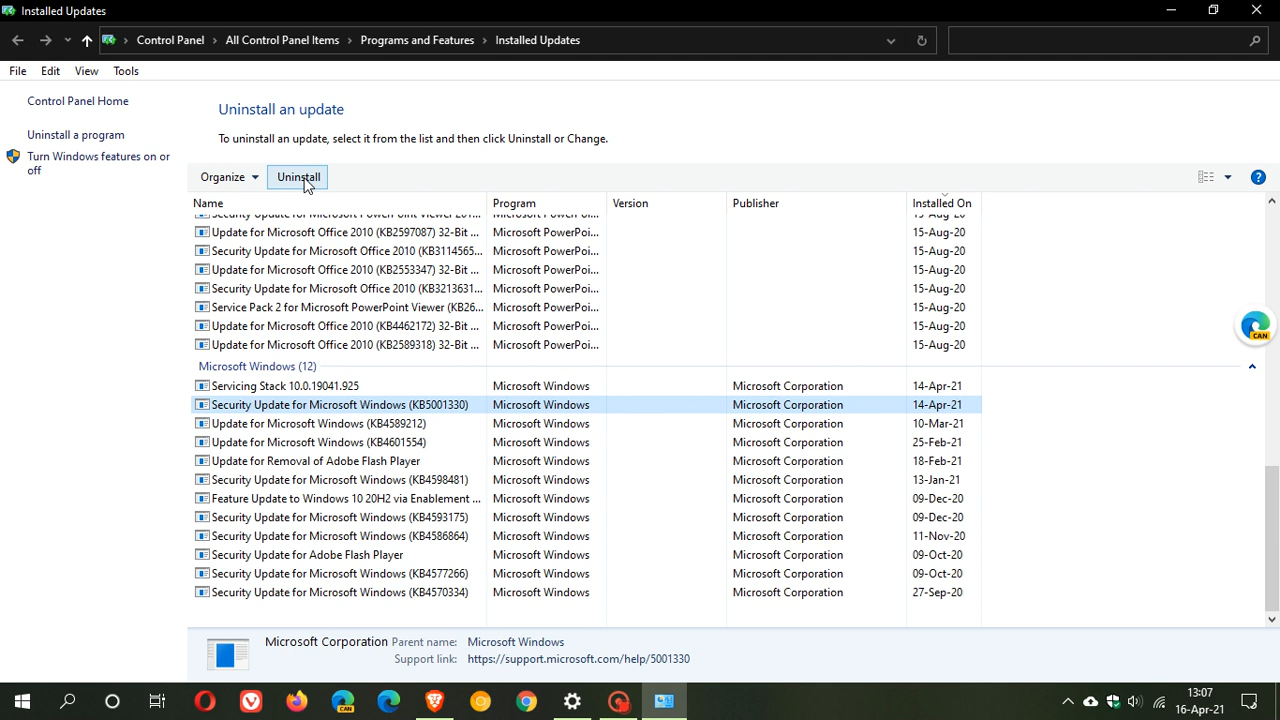 Installed Updates
Control Panel > All Control Panel Items > Programs and Features > Installed Updates
File Edit View Tools
Control Panel Home
Uninstall a program
Turn Windows features on or off
Uninstall an update
To uninstall an update, select it from the list and then click Uninstall or Change.
Organize Uninstall
Name Program Version Publisher Installed On
Security Update for Microsoft PowerPoint Viewer 201... Microsoft PowerPoi... 15-Aug-20
Update for Microsoft Office 2010 (KB2597087) 32-Bit ... Microsoft PowerPoi... 15-Aug-20
Security Update for Microsoft Office 2010 (KB3114565... Microsoft PowerPoi... 15-Aug-20
Update for Microsoft Office 2010 (KB2553347) 32-Bit ... Microsoft PowerPoi... 15-Aug-20
Security Update for Microsoft Office 2010 (KB3213631... Microsoft PowerPoi... 15-Aug-20
Service Pack 2 for Microsoft PowerPoint Viewer (KB26... Microsoft PowerPoi... 15-Aug-20
Update for Microsoft Office 2010 (KB4462172) 32-Bit ... Microsoft PowerPoi... 15-Aug-20
Update for Microsoft Office 2010 (KB2589318) 32-Bit ... Microsoft PowerPoi... 15-Aug-20
Microsoft Windows (12)
Servicing Stack 10.0.19041.925 Microsoft Windows Microsoft Corporation 14-Apr-21
Security Update for Microsoft Windows (KB5001330) Microsoft Windows Microsoft Corporation 14-Apr-21
Update for Microsoft Windows (KB4589212) Microsoft Windows Microsoft Corporation 10-Mar-21
Update for Microsoft Windows (KB4601554) Microsoft Windows Microsoft Corporation 25-Feb-21
Update for Removal of Adobe Flash Player Microsoft Windows Microsoft Corporation 18-Feb-21
Security Update for Microsoft Windows (KB4598481) Microsoft Windows Microsoft Corporation 13-Jan-21
Feature Update to Windows 10 20H2 via Enablement ... Microsoft Windows Microsoft Corporation 09-Dec-20
Security Update for Microsoft Windows (KB4593175) Microsoft Windows Microsoft Corporation 09-Dec-20
Security Update for Microsoft Windows (KB4586864) Microsoft Windows Microsoft Corporation 11-Nov-20
Security Update for Adobe Flash Player Microsoft Windows Microsoft Corporation 09-Oct-20
Security Update for Microsoft Windows (KB4577266) Microsoft Windows Microsoft Corporation 09-Oct-20
Security Update for Microsoft Windows (KB4570334) Microsoft Windows Microsoft Corporation 27-Sep-20
CAN
Microsoft Corporation Parent name: Microsoft Windows
Support link: https://support.microsoft.com/help/5001330
CAN
13:07
16-Apr-21